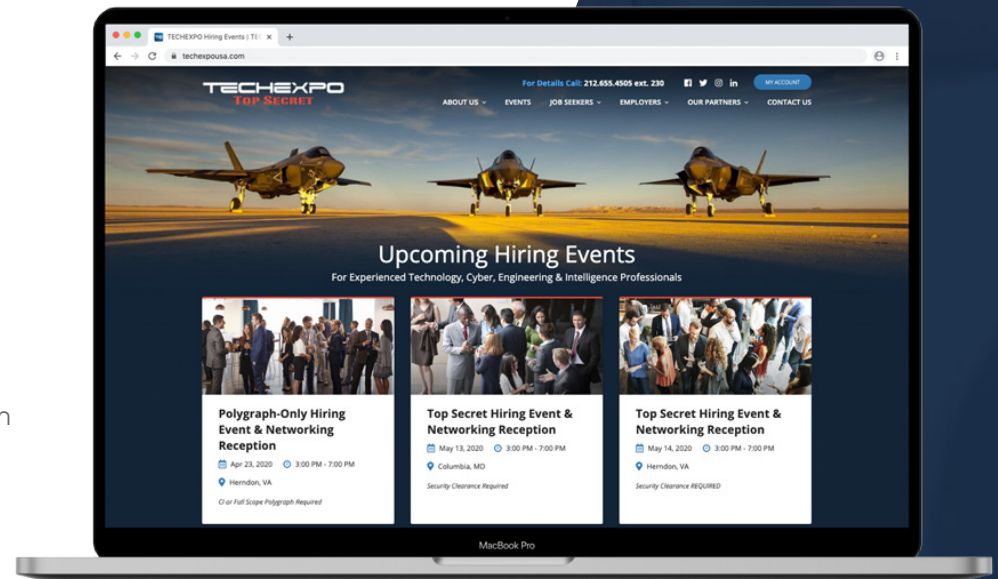 TECHEXPO Hiring Events | TEC
techexpousa.com
TECHEXPO
TOP SECRET
For Details Call: 212.655.4505 ext. 230
MY ACCOUNT
ABOUT US EVENTS JOB SEEKERS EMPLOYERS OUR PARTNERS CONTACT US
Upcoming Hiring Events
For Experienced Technology, Cyber, Engineering & Intelligence Professionals
Polygraph-Only Hiring
Event & Networking
Reception
Apr 23, 2020 3:00 PM - 7:00 PM
Herndon, VA
CI or Full Scope Polygraph Required
Top Secret Hiring Event &
Networking Reception
May 13, 2020 3:00 PM - 7:00 PM
Columbia, MD
Security Clearance Required
Top Secret Hiring Event &
Networking Reception
May 14, 2020 3:00 PM - 7:00 PM
Herndon, VA
Security Clearance REQUIRED
n
MacBook Pro